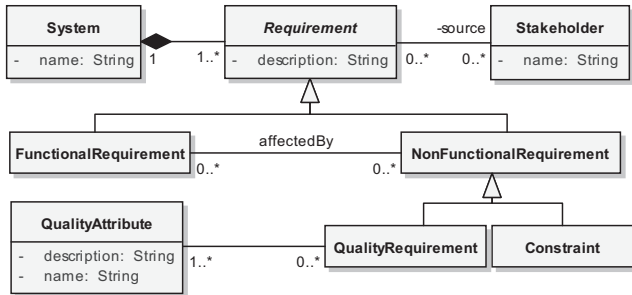 System
- name: String
1
1..*
Requirement
- description: String
0..*
-source
0..*
Stakeholder
- name: String
FunctionalRequirement
0..*
affectedBy
0..*
NonFunctionalRequirement
QualityAttribute
- description: String
- name: String
1..*
0..*
QualityRequirement
Constraint